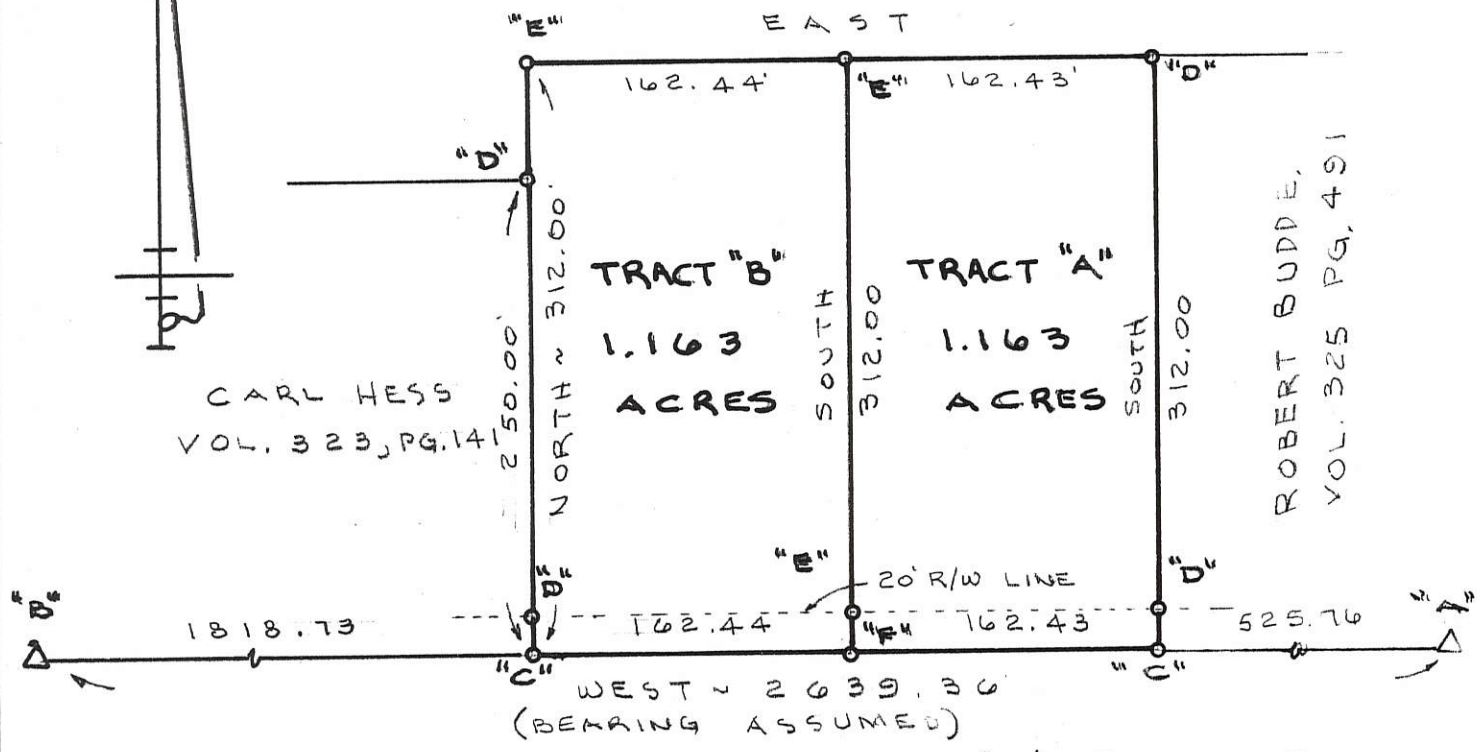 "E"
EAST
162.44'
"E"
162.43'
"D"
"D"
NORTH ~ 312.00'
250.00'
TRACT "B"
1.163
ACRES
SOUTH
312.00
TRACT "A"
1.163
ACRES
SOUTH
312.00
ROBERT BUDDE,
VOL. 325 PG, 491
CARL HESS
VOL. 323, PG. 141
"E"
20' R/W LINE
"D"
"B"
1818.73
162.44
"F"
162.43
525.76
"A"
"C"
"C"
WEST ~ 2639.36
(BEARING ASSUMED)